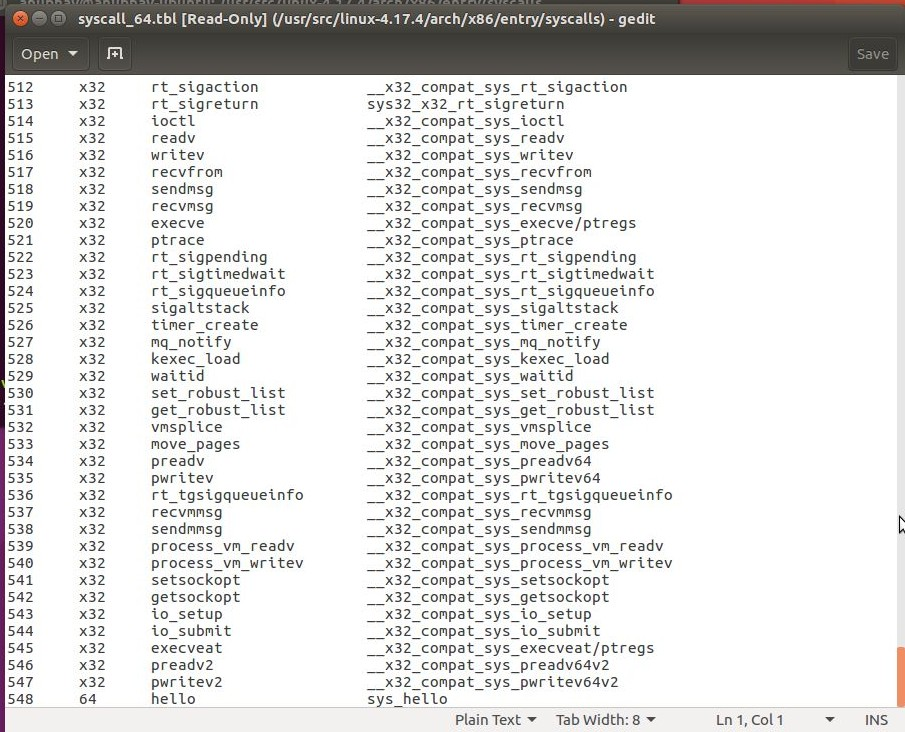 syscall_64.tbl [Read-Only] (/usr/src/linux-4.17.4/arch/x86/entry/syscalls) - gedit
Open Save
512 x32 rt_sigaction __x32_compat_sys_rt_sigaction
513 x32 rt_sigreturn sys32_x32_rt_sigreturn
514 x32 ioctl __x32_compat_sys_ioctl
515 x32 readv __x32_compat_sys_readv
516 x32 writev __x32_compat_sys_writev
517 x32 recvfrom __x32_compat_sys_recvfrom
518 x32 sendmsg __x32_compat_sys_sendmsg
519 x32 recvmsg __x32_compat_sys_recvmsg
520 x32 execve __x32_compat_sys_execve/ptregs
521 x32 ptrace __x32_compat_sys_ptrace
522 x32 rt_sigpending __x32_compat_sys_rt_sigpending
523 x32 rt_sigtimedwait __x32_compat_sys_rt_sigtimedwait
524 x32 rt_sigqueueinfo __x32_compat_sys_rt_sigqueueinfo
525 x32 sigaltstack __x32_compat_sys_sigaltstack
526 x32 timer_create __x32_compat_sys_timer_create
527 x32 mq_notify __x32_compat_sys_mq_notify
528 x32 kexec_load __x32_compat_sys_kexec_load
529 x32 waitid __x32_compat_sys_waitid
530 x32 set_robust_list __x32_compat_sys_set_robust_list
531 x32 get_robust_list __x32_compat_sys_get_robust_list
532 x32 vmsplice __x32_compat_sys_vmsplice
533 x32 move_pages __x32_compat_sys_move_pages
534 x32 preadv __x32_compat_sys_preadv64
535 x32 pwritev __x32_compat_sys_pwritev64
536 x32 rt_tgsigqueueinfo __x32_compat_sys_rt_tgsigqueueinfo
537 x32 recvmmsg __x32_compat_sys_recvmmsg
538 x32 sendmmsg __x32_compat_sys_sendmmsg
539 x32 process_vm_readv __x32_compat_sys_process_vm_readv
540 x32 process_vm_writev __x32_compat_sys_process_vm_writev
541 x32 setsockopt __x32_compat_sys_setsockopt
542 x32 getsockopt __x32_compat_sys_getsockopt
543 x32 io_setup __x32_compat_sys_io_setup
544 x32 io_submit __x32_compat_sys_io_submit
545 x32 execveat __x32_compat_sys_execveat/ptregs
546 x32 preadv2 __x32_compat_sys_preadv64v2
547 x32 pwritev2 __x32_compat_sys_pwritev64v2
548 64 hello sys_hello
Plain Text Tab Width: 8 Ln 1, Col 1 INS